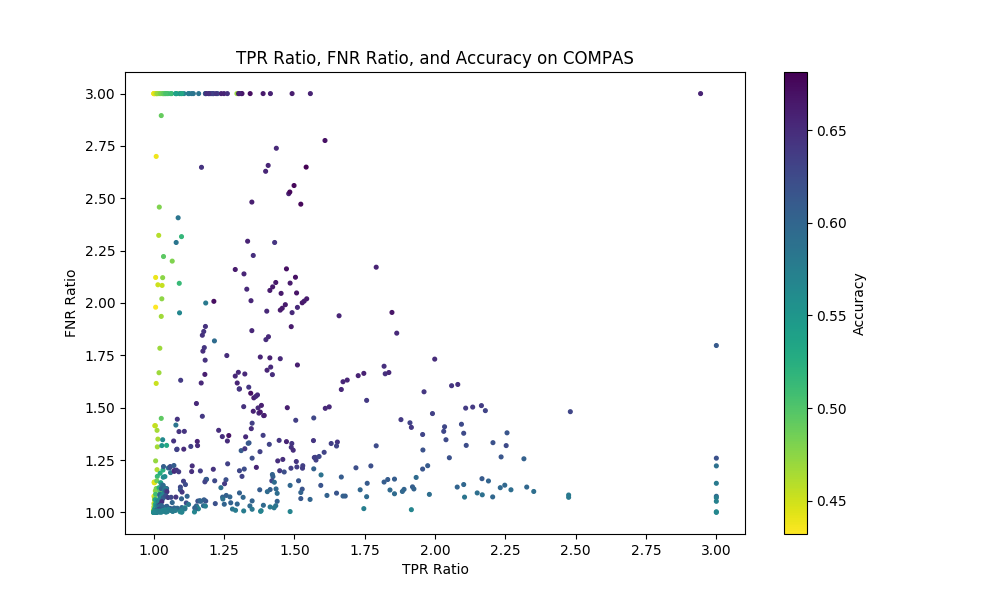 TPR Ratio, FNR Ratio, and Accuracy on COMPAS
3.00
2.75
2.50
2.25
2.00
1.75
1.50
1.25
1.00
FNR Ratio
1.00 1.25 1.50 1.75 2.00 2.25 2.50 2.75 3.00
TPR Ratio
0.65
0.60
0.55
0.50
0.45
Accuracy